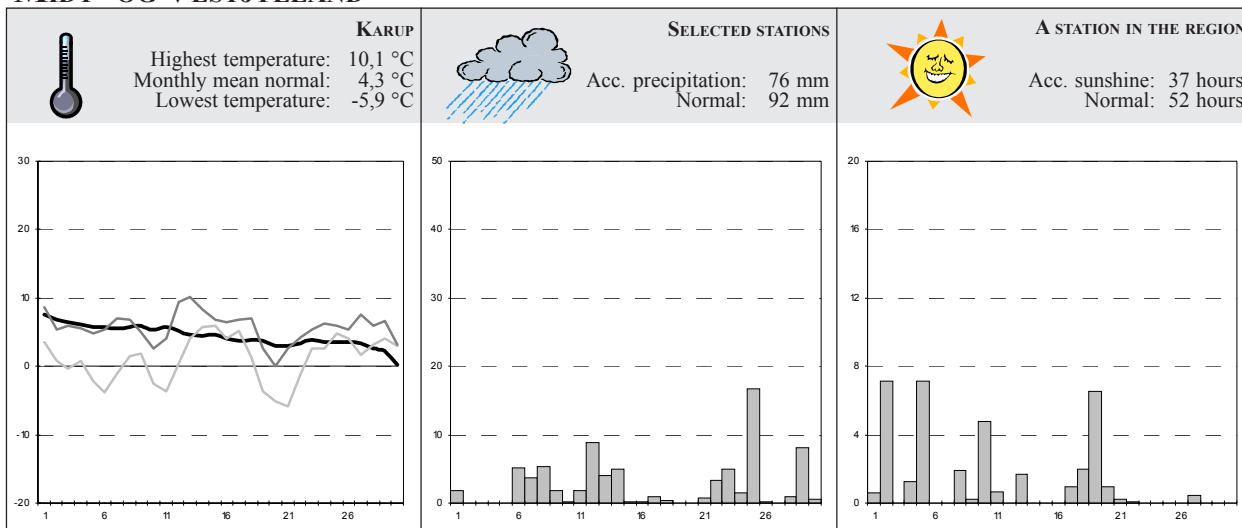 MIDT- OG VESTJYLLAND
KARUP
Highest temperature: 10,1 °C
Monthly mean normal: 4,3 °C
Lowest temperature: -5,9 °C
SELECTED STATIONS
Acc. precipitation: 76 mm
Normal: 92 mm
A STATION IN THE REGION
Acc. sunshine: 37 hours
Normal: 52 hours
30
20
10
0
-10
-20
1 6 11 16 21 26
50
40
30
20
10
0
1 6 11 16 21 26
20
16
12
8
4
0
1 6 11 16 21 26